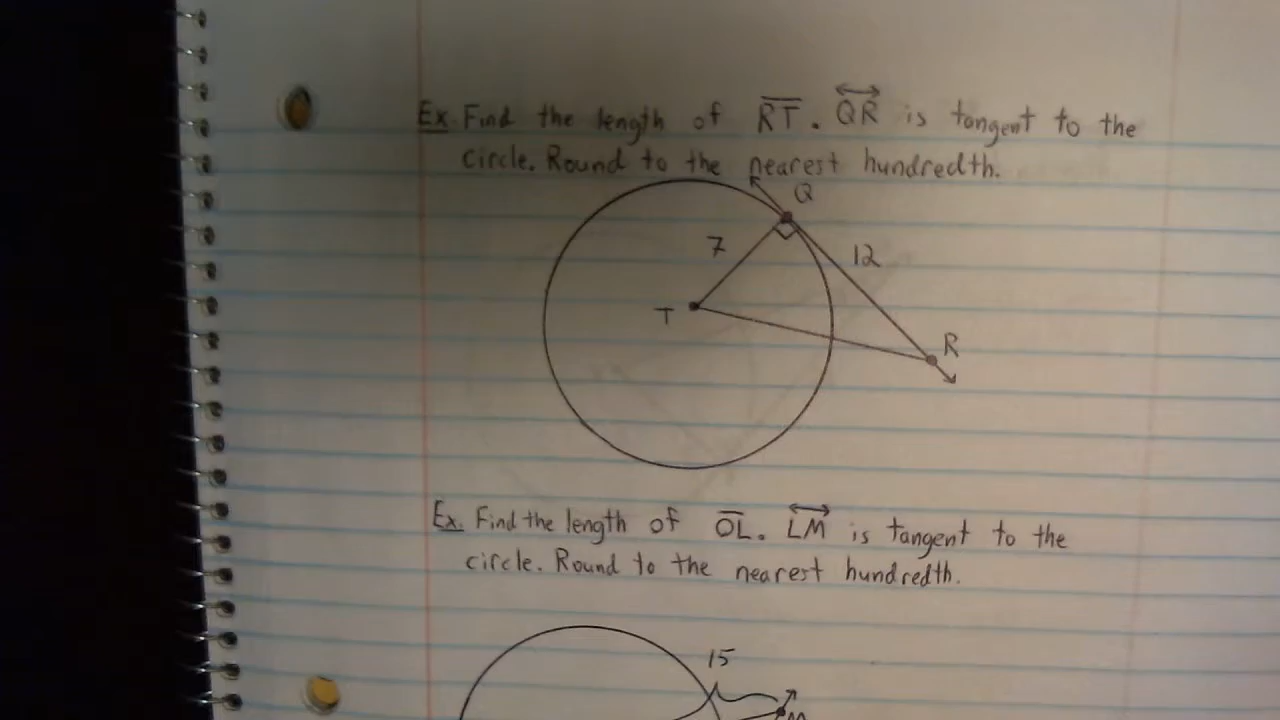 Ex. Find the length of RT. QR is tangent to the
circle. Round to the nearest hundredth.
Q
7
12
T
R
Ex. Find the length of OL. LM is tangent to the
circle. Round to the nearest hundredth.
15
M